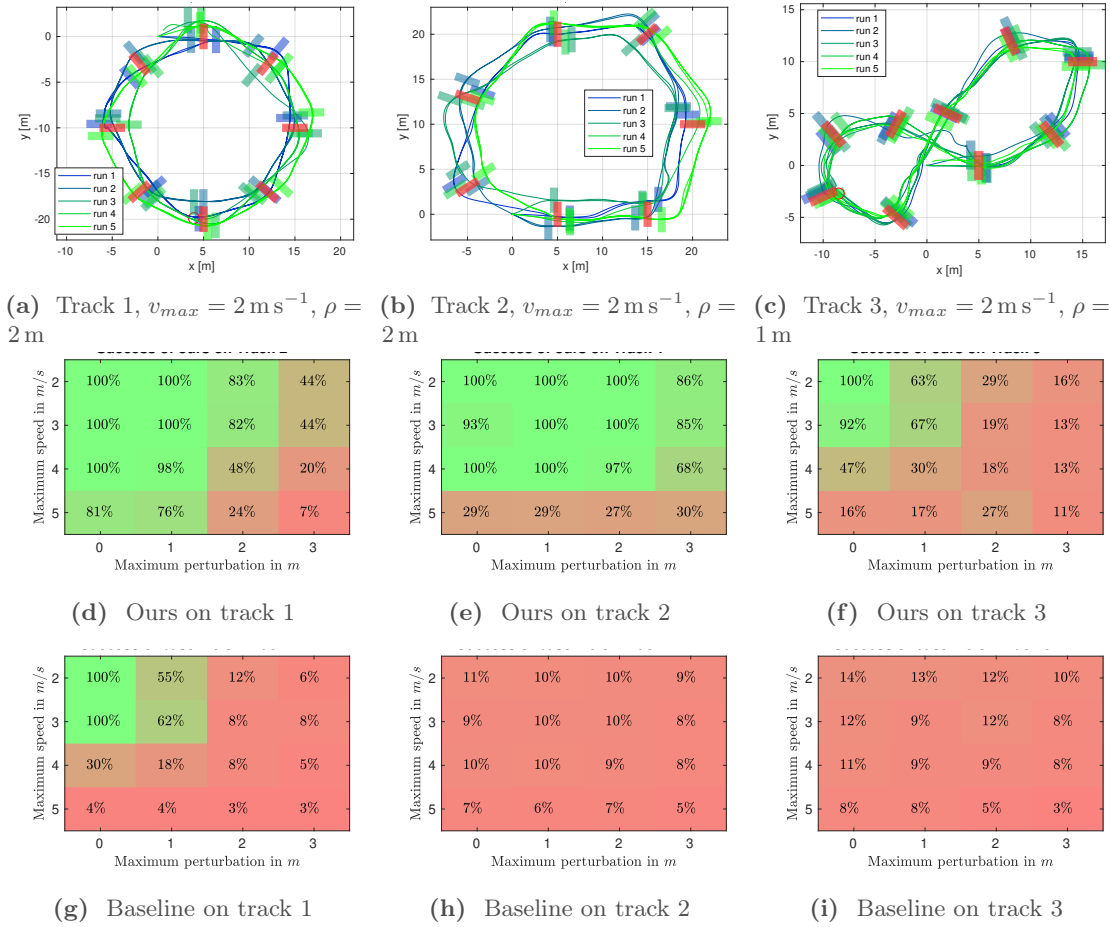 0
-5
-10
-15
-20
y [m]
run 1
run 2
run 3
run 4
run 5
-10 -5 0 5 10 15 20
x [m]
20
15
10
5
0
y [m]
run 1
run 2
run 3
run 4
run 5
-5 0 5 10 15 20
x [m]
15
10
5
0
-5
y [m]
run 1
run 2
run 3
run 4
run 5
-10 -5 0 5 10 15
x [m]
(a) Track 1, v_max = 2 m s⁻¹, ρ =
2 m
(b) Track 2, v_max = 2 m s⁻¹, ρ =
2 m
(c) Track 3, v_max = 2 m s⁻¹, ρ =
1 m
Maximum speed in m/s
2 100% 100% 83% 44%
3 100% 100% 82% 44%
4 100% 98% 48% 20%
5 81% 76% 24% 7%
0 1 2 3
Maximum perturbation in m
(d) Ours on track 1
Maximum speed in m/s
2 100% 100% 100% 86%
3 93% 100% 100% 85%
4 100% 100% 97% 68%
5 29% 29% 27% 30%
0 1 2 3
Maximum perturbation in m
(e) Ours on track 2
Maximum speed in m/s
2 100% 63% 29% 16%
3 92% 67% 19% 13%
4 47% 30% 18% 13%
5 16% 17% 27% 11%
0 1 2 3
Maximum perturbation in m
(f) Ours on track 3
Maximum speed in m/s
2 100% 55% 12% 6%
3 100% 62% 8% 8%
4 30% 18% 8% 5%
5 4% 4% 3% 3%
0 1 2 3
Maximum perturbation in m
(g) Baseline on track 1
Maximum speed in m/s
2 11% 10% 10% 9%
3 9% 10% 10% 8%
4 10% 10% 9% 8%
5 7% 6% 7% 5%
0 1 2 3
Maximum perturbation in m
(h) Baseline on track 2
Maximum speed in m/s
2 14% 13% 12% 10%
3 12% 9% 12% 8%
4 11% 9% 9% 8%
5 8% 8% 5% 3%
0 1 2 3
Maximum perturbation in m
(i) Baseline on track 3